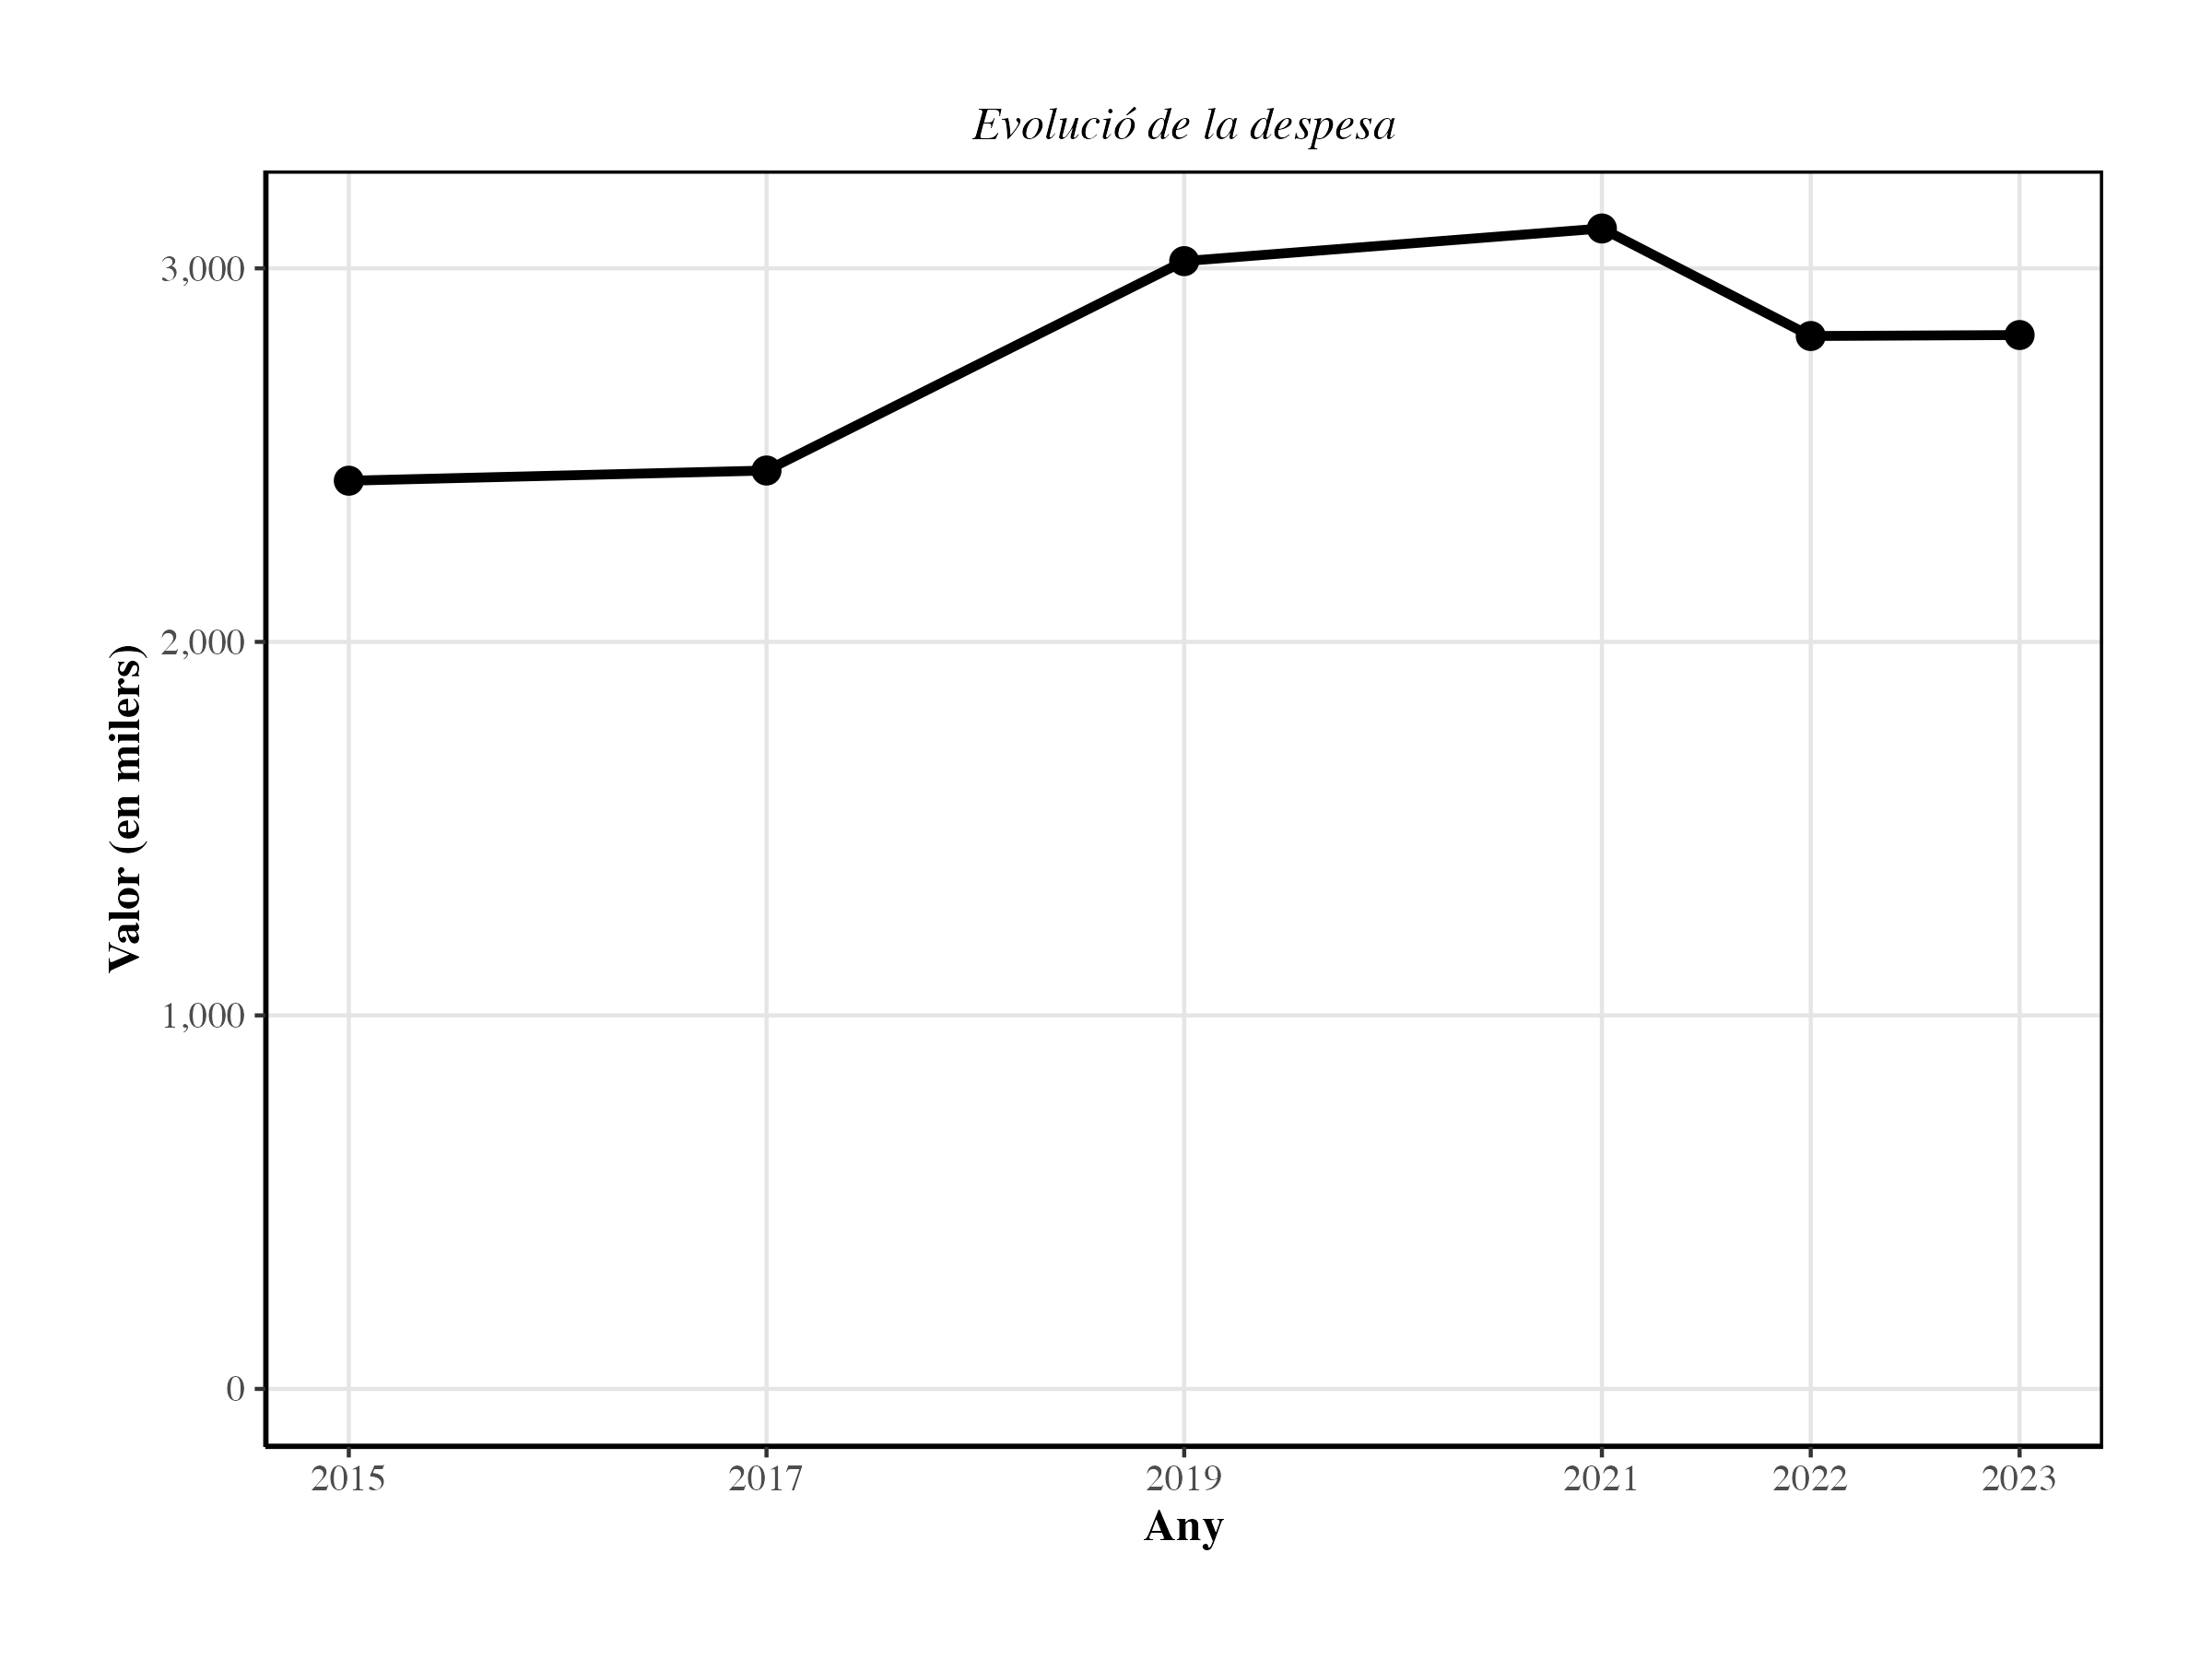 Evolució de la despesa
Valor (en milers)
3,000
2,000
1,000
0
2015 2017 2019 2021 2022 2023
Any